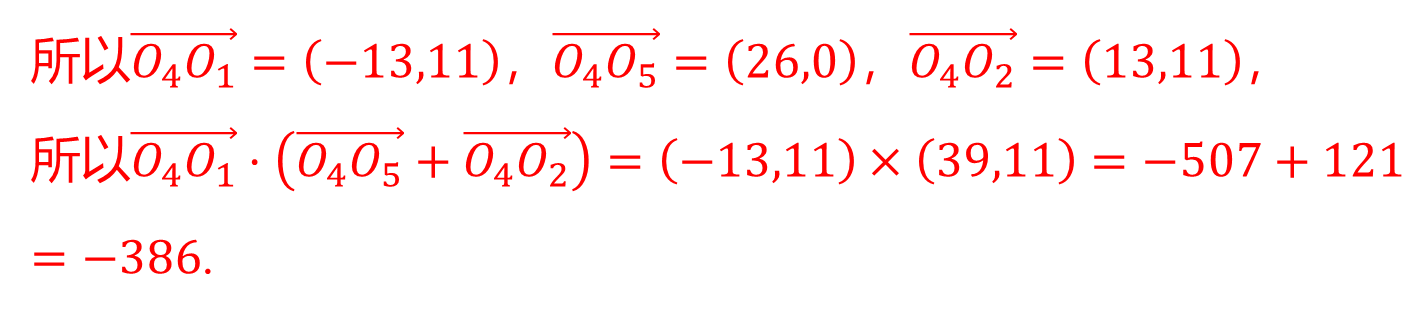 所以$\overrightarrow{O_4O_1}=(-13,11)$, $\overrightarrow{O_4O_5}=(26,0)$, $\overrightarrow{O_4O_2}=(13,11)$,
所以$\overrightarrow{O_4O_1}\cdot(\overrightarrow{O_4O_5}+\overrightarrow{O_4O_2})=(-13,11)\times(39,11)=-507+121$
$=-386.$